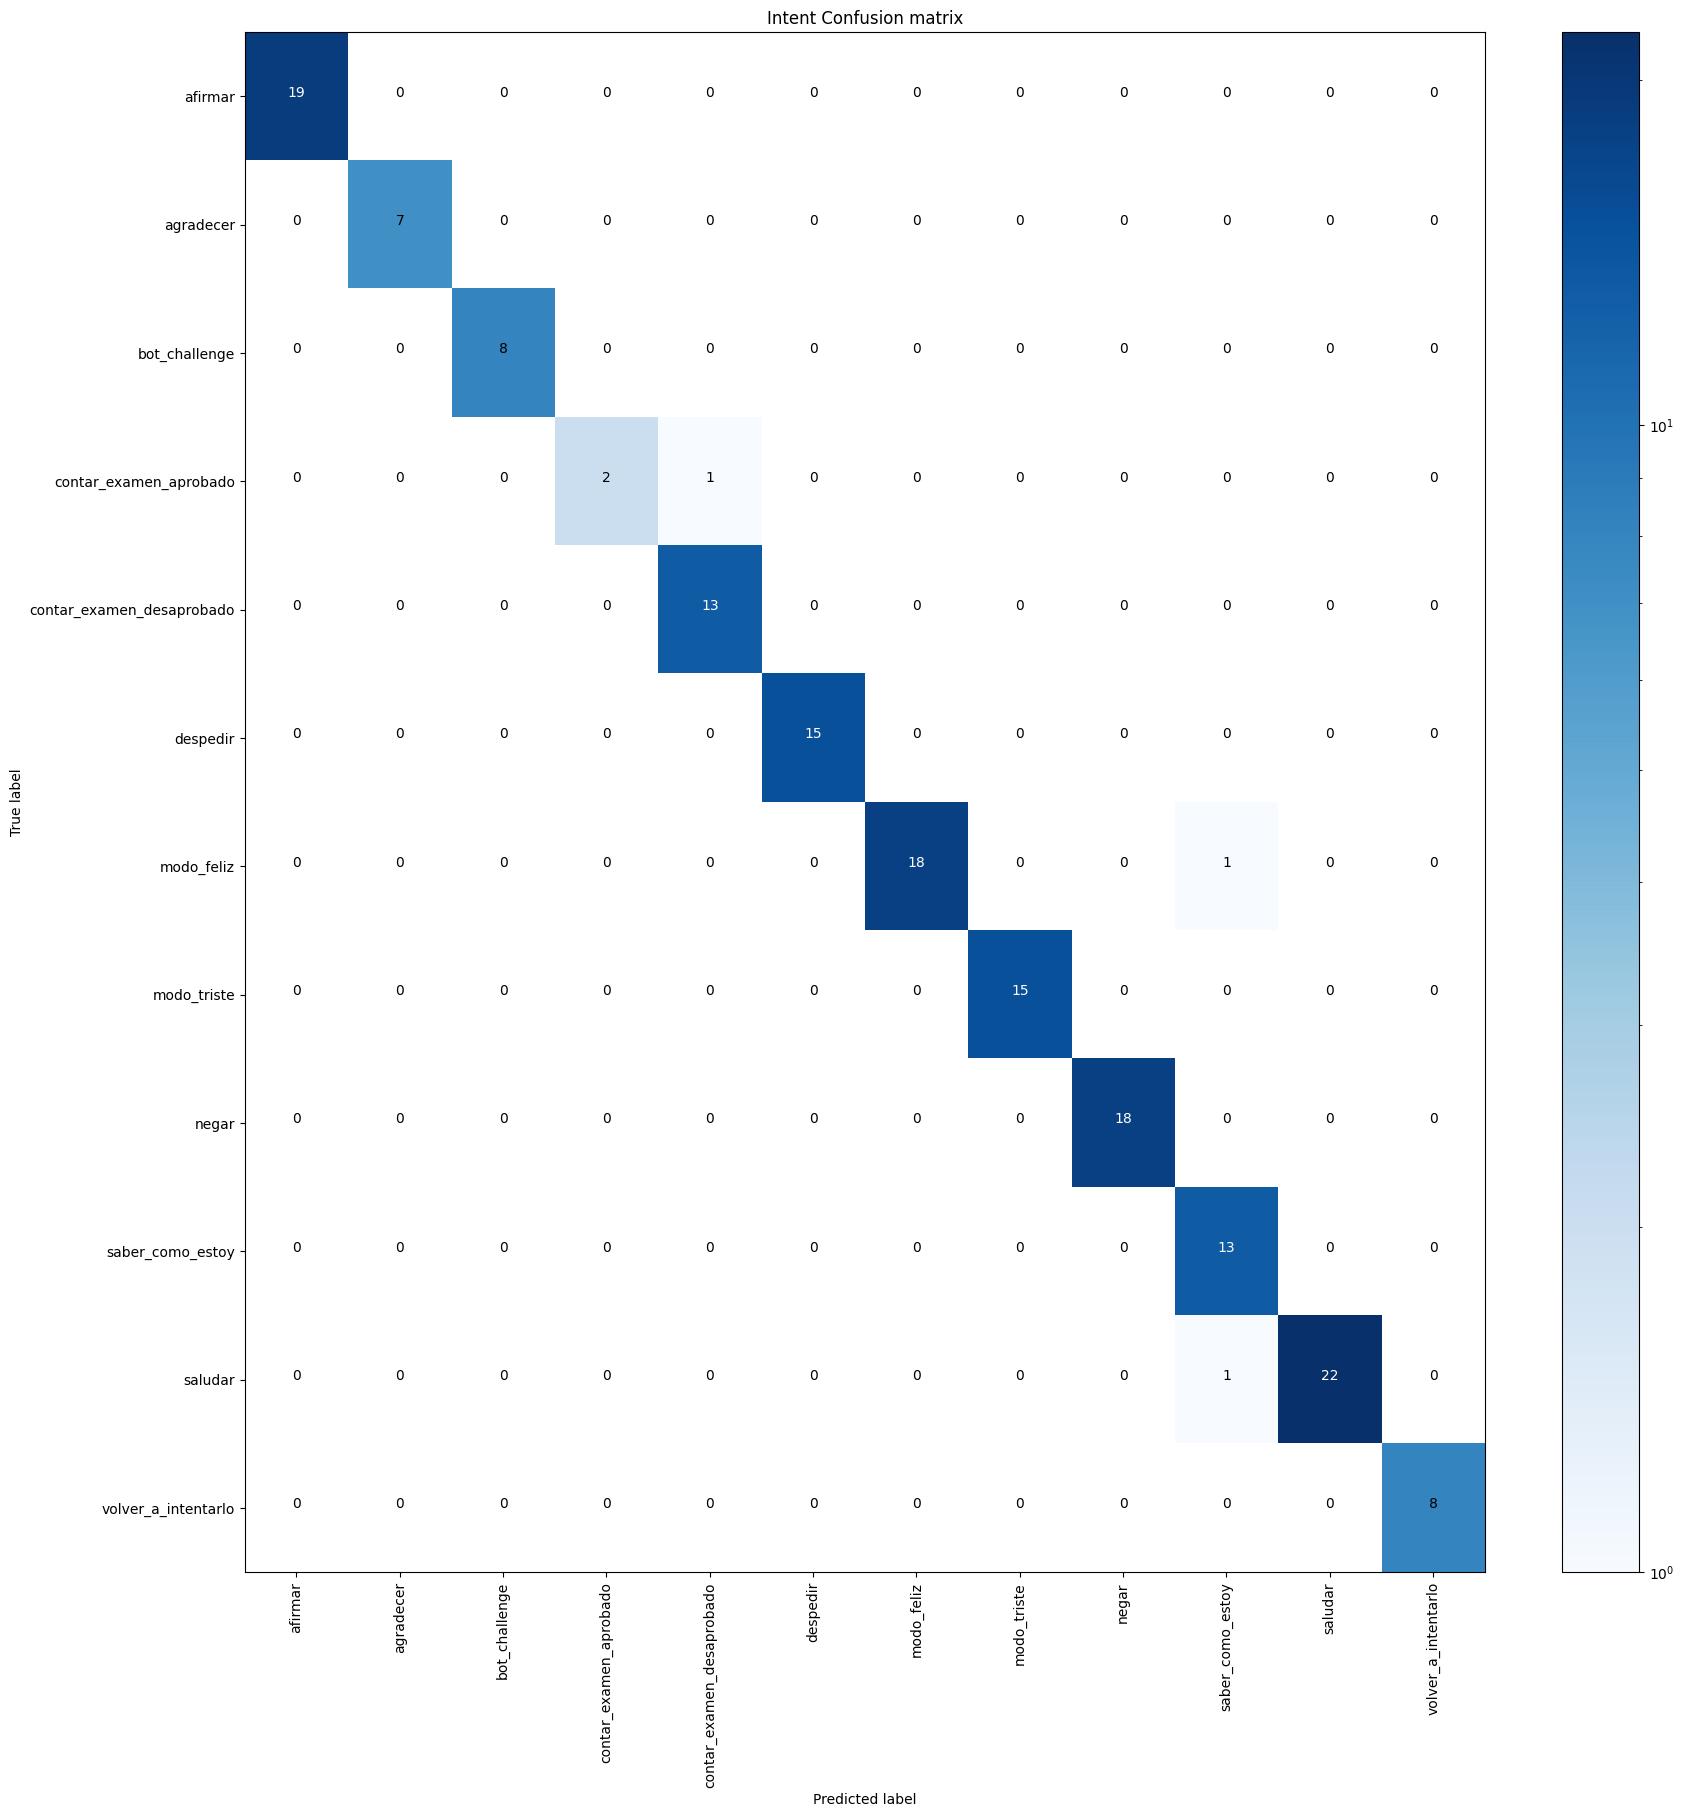 Intent Confusion matrix
afirmar 19 0 0 0 0 0 0 0 0 0 0 0
agradecer 0 7 0 0 0 0 0 0 0 0 0 0
bot_challenge 0 0 8 0 0 0 0 0 0 0 0 0
contar_examen_aprobado 0 0 0 2 1 0 0 0 0 0 0 0
contar_examen_desaprobado 0 0 0 0 13 0 0 0 0 0 0 0
despedir 0 0 0 0 0 15 0 0 0 0 0 0
modo_feliz 0 0 0 0 0 0 18 0 0 1 0 0
modo_triste 0 0 0 0 0 0 0 15 0 0 0 0
negar 0 0 0 0 0 0 0 0 18 0 0 0
saber_como_estoy 0 0 0 0 0 0 0 0 0 13 0 0
saludar 0 0 0 0 0 0 0 0 0 1 22 0
volver_a_intentarlo 0 0 0 0 0 0 0 0 0 0 0 8
True label
afirmar
agradecer
bot_challenge
contar_examen_aprobado
contar_examen_desaprobado
despedir
modo_feliz
modo_triste
negar
saber_como_estoy
saludar
volver_a_intentarlo
Predicted label
10¹
10⁰